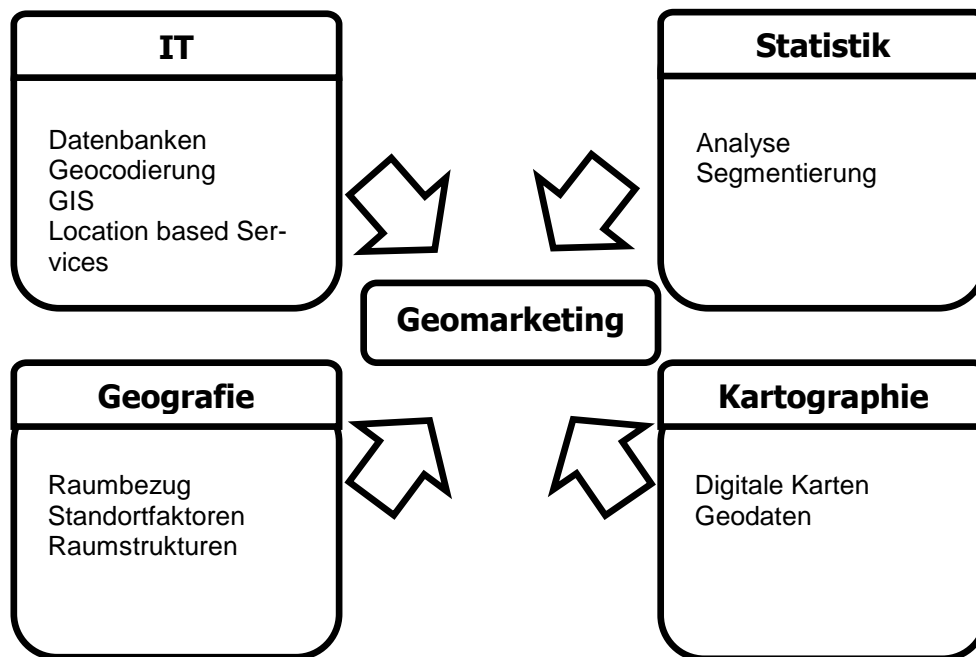 IT
Datenbanken
Geocodierung
GIS
Location based Ser-
vices
Statistik
Analyse
Segmentierung
Geomarketing
Geografie
Raumbezug
Standortfaktoren
Raumstrukturen
Kartographie
Digitale Karten
Geodaten